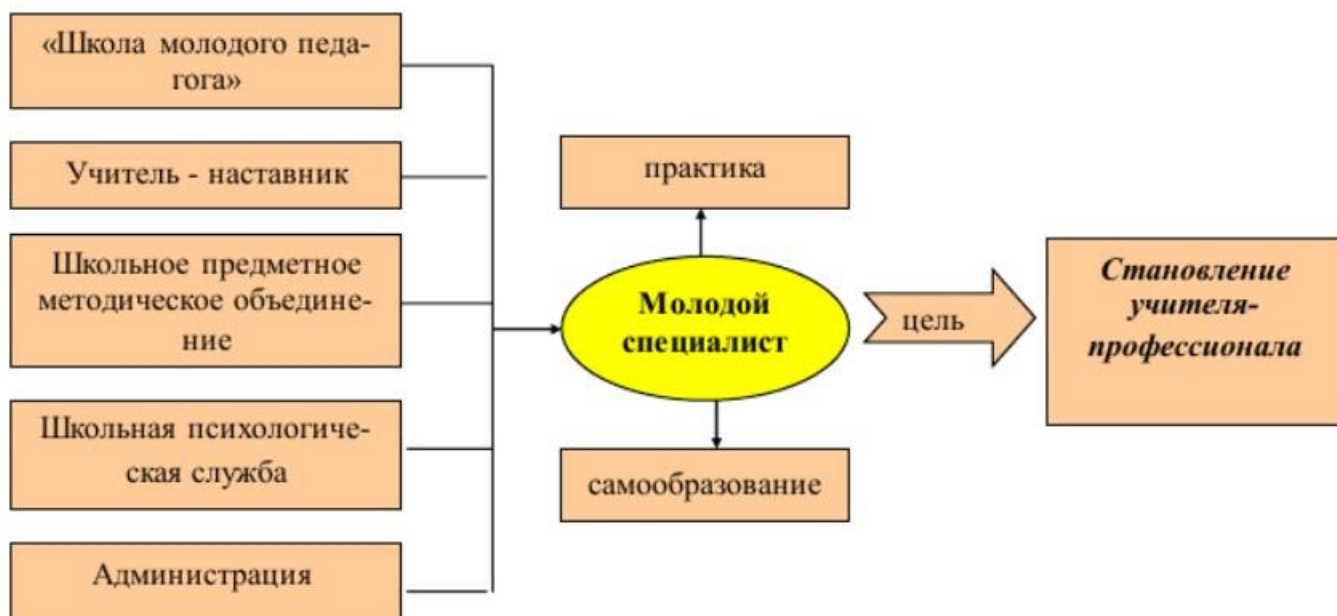 «Школа молодого педа-
гога»
Учитель - наставник
Школьное предметное
методическое объедине-
ние
Школьная психологиче-
ская служба
Администрация
практика
Молодой
специалист
самообразование
цель
Становление
учителя-
профессионала